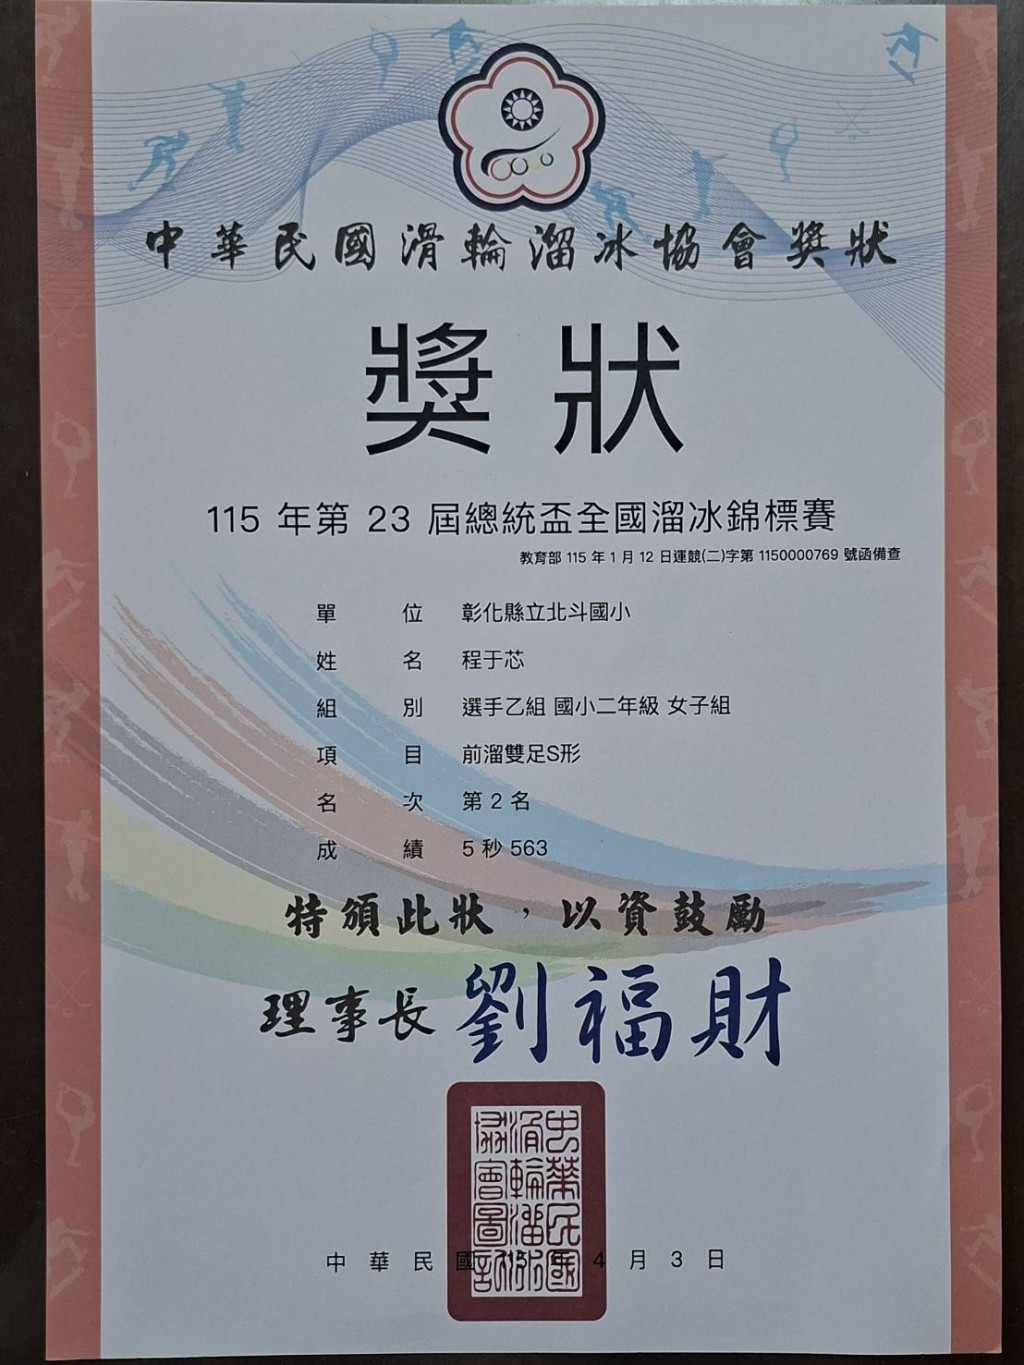 中華民國滑輪溜冰協會獎狀
獎狀
115 年第 23 屆總統盃全國溜冰錦標賽
教育部 115 年 1 月 12 日運競(二)字第 1150000769 號函備查
單位 彰化縣立北斗國小
姓名 程于芯
組別 選手乙組 國小二年級 女子組
項目 前溜雙足S形
名次 第 2 名
成績 5 秒 563
特頒此狀，以資鼓勵
理事長 劉福財
中華民國滑輪溜冰協會圖記
中華民國 115 年 4 月 3 日